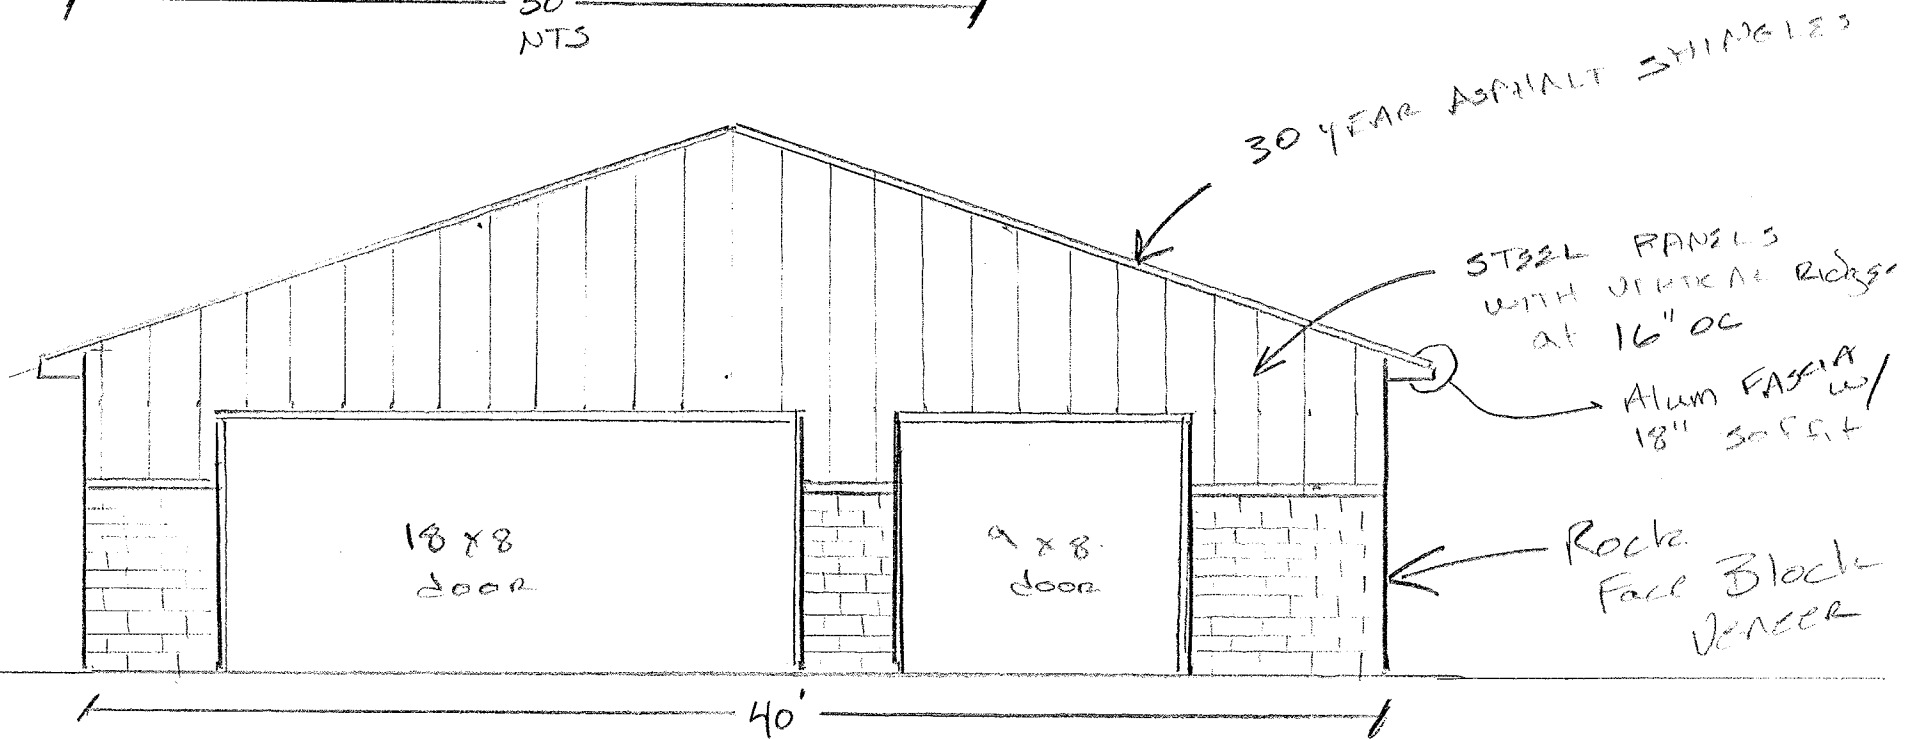 30
NTS
30 YEAR ASPHALT SHINGLES
STEEL PANELS
WITH VERTICAL Ridge
at 16" OC
Alum FASCIA w/
18" soffit
18 x 8
door
9 x 8
door
Rock
Face Block
Veneer
40'